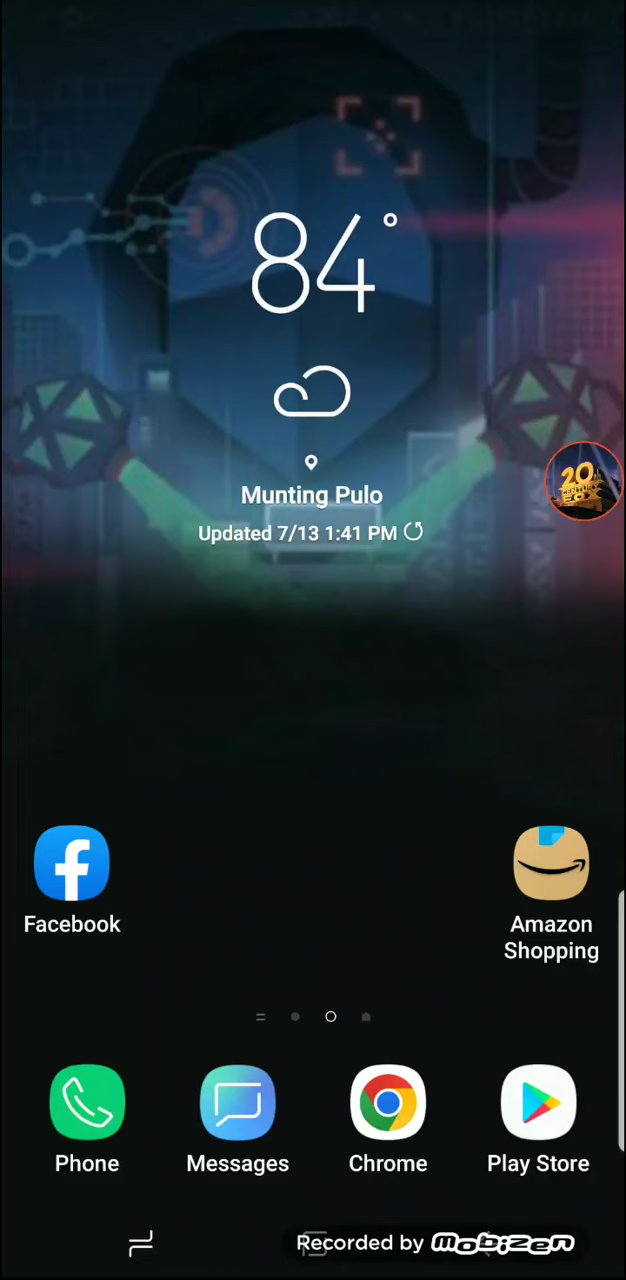 84°
Munting Pulo
Updated 7/13 1:41 PM
20
CENTURY
FOX
Facebook
Amazon
Shopping
Phone
Messages
Chrome
Play Store
Recorded by mobizen